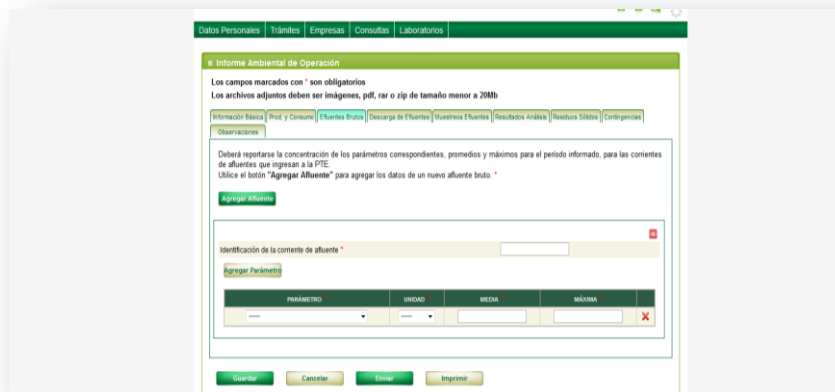 Datos Personales Trámites Empresas Consultas Laboratorios
Informe Ambiental de Operación
Los campos marcados con * son obligatorios
Los archivos adjuntos deben ser imágenes, pdf, rar o zip de tamaño menor a 20Mb
Información Básica Prod. y Consumo Efluentes Brutos Descarga de Efluentes Muestreos Efluentes Resultados Análisis Residuos Sólidos Contingencias
Observaciones
Deberá reportarse la concentración de los parámetros correspondientes, promedios y máximos para el período informado, para las corrientes
de afluentes que ingresan a la PTE.
Utilice el botón "Agregar Afluente" para agregar los datos de un nuevo afluente bruto. *
Agregar Afluente
Identificación de la corriente de afluente *
Agregar Parámetro
PARÁMETRO * UNIDAD * MEDIA * MÁXIMA *
----- -----
Guardar Cancelar Enviar Imprimir